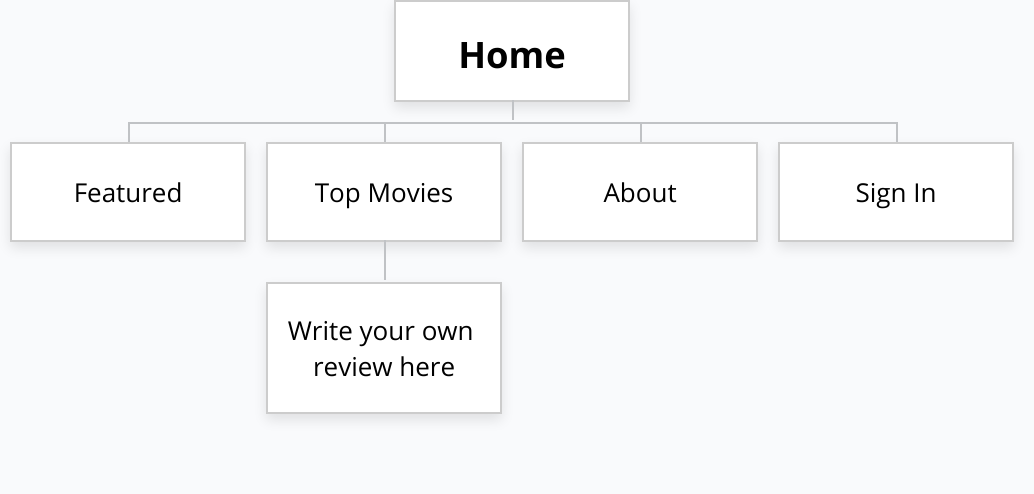 Home
Featured
Top Movies
About
Sign In
Write your own
review here